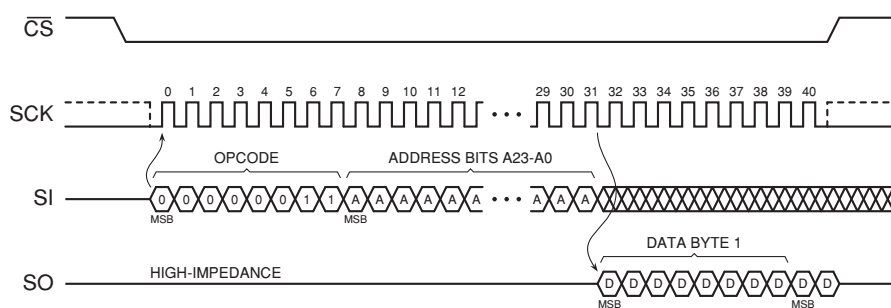 CS
0 1 2 3 4 5 6 7 8 9 10 11 12 29 30 31 32 33 34 35 36 37 38 39 40
SCK
OPCODE ADDRESS BITS A23-A0
SI 0 0 0 0 0 0 1 1 A A A A A A A A A
MSB MSB
DATA BYTE 1
SO HIGH-IMPEDANCE D D D D D D D D D D
MSB MSB